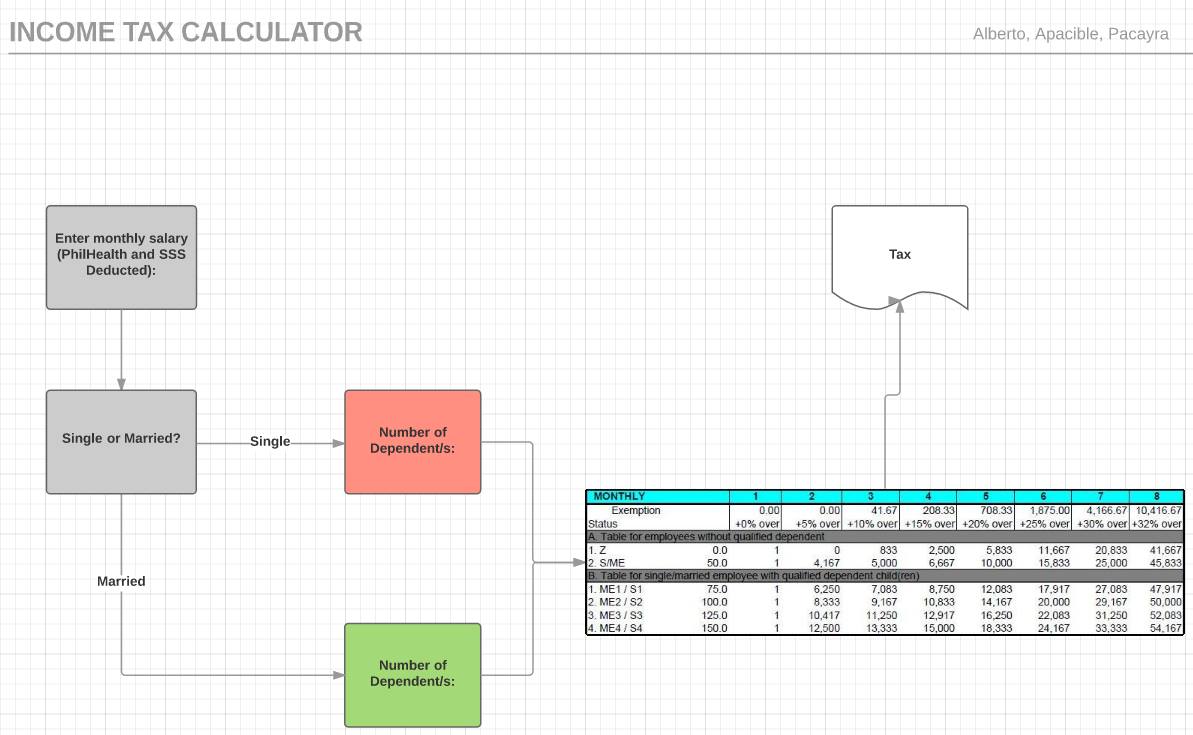 INCOME TAX CALCULATOR
Alberto, Apacible, Pacayra
Enter monthly salary
(PhilHealth and SSS
Deducted):
Tax
Single or Married?
Single
Number of
Dependent/s:
MONTHLY 1 2 3 4 5 6 7 8
Exemption 0.00 0.00 41.67 208.33 708.33 1,875.00 4,166.67 10,416.67
Status +0% over +5% over +10% over +15% over +20% over +25% over +30% over +32% over
A. Table for employees without qualified dependent
1. Z 0.0 1 0 833 2,500 5,833 11,667 20,833 41,667
2. S/ME 50.0 1 4,167 5,000 6,667 10,000 15,833 25,000 45,833
B. Table for single/married employee with qualified dependent child(ren)
1. ME1 / S1 75.0 1 6,250 7,083 8,750 12,083 17,917 27,083 47,917
2. ME2 / S2 100.0 1 8,333 9,167 10,833 14,167 20,000 29,167 50,000
3. ME3 / S3 125.0 1 10,417 11,250 12,917 16,250 22,083 31,250 52,083
4. ME4 / S4 150.0 1 12,500 13,333 15,000 18,333 24,167 33,333 54,167
Married
Number of
Dependent/s: